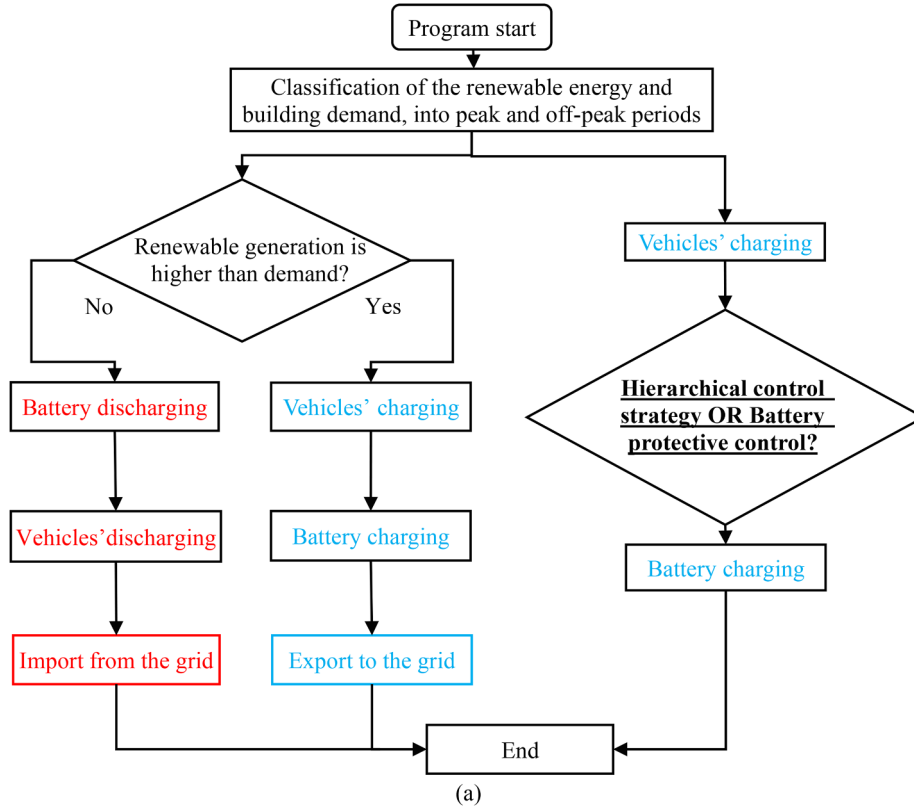 Program start
Classification of the renewable energy and
building demand, into peak and off-peak periods
Renewable generation is
higher than demand?
No
Yes
Vehicles’ charging
Battery discharging
Vehicles’ charging
Hierarchical control
strategy OR Battery
protective control?
Vehicles’discharging
Battery charging
Battery charging
Import from the grid
Export to the grid
End
(a)